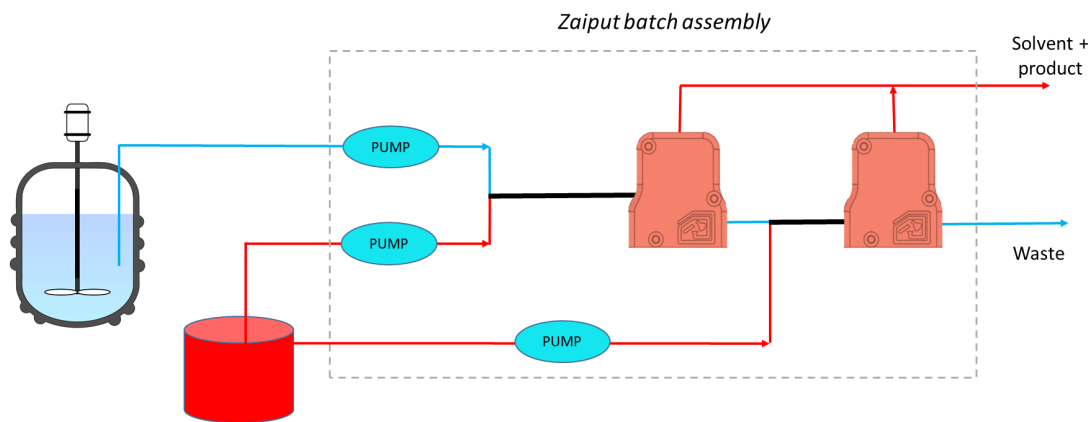 Zaiput batch assembly
Solvent +
product
PUMP
PUMP
Waste
PUMP